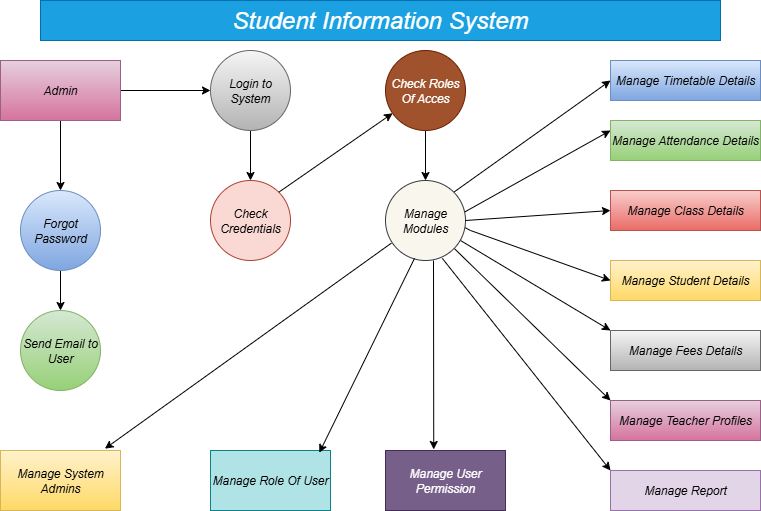 Student Information System
Admin
Login to
System
Check Roles
Of Acces
Manage Timetable Details
Manage Attendance Details
Forgot
Password
Check
Credentials
Manage
Modules
Manage Class Details
Manage Student Details
Send Email to
User
Manage Fees Details
Manage Teacher Profiles
Manage System
Admins
Manage Role Of User
Manage User
Permission
Manage Report